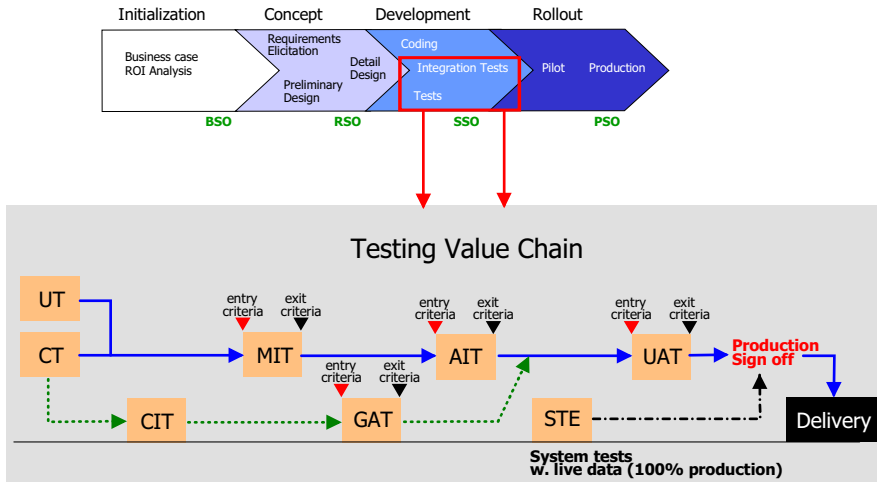 Initialization
Concept
Development
Rollout
Business case
ROI Analysis
Requirements
Elicitation
Preliminary
Design
Detail
Design
Coding
Integration Tests
Tests
Pilot
Production
BSO
RSO
SSO
PSO
Testing Value Chain
UT
CT
entry
criteria
exit
criteria
MIT
entry
criteria
exit
criteria
AIT
entry
criteria
exit
criteria
UAT
Production
Sign off
CIT
entry
criteria
exit
criteria
GAT
STE
Delivery
System tests
w. live data (100% production)